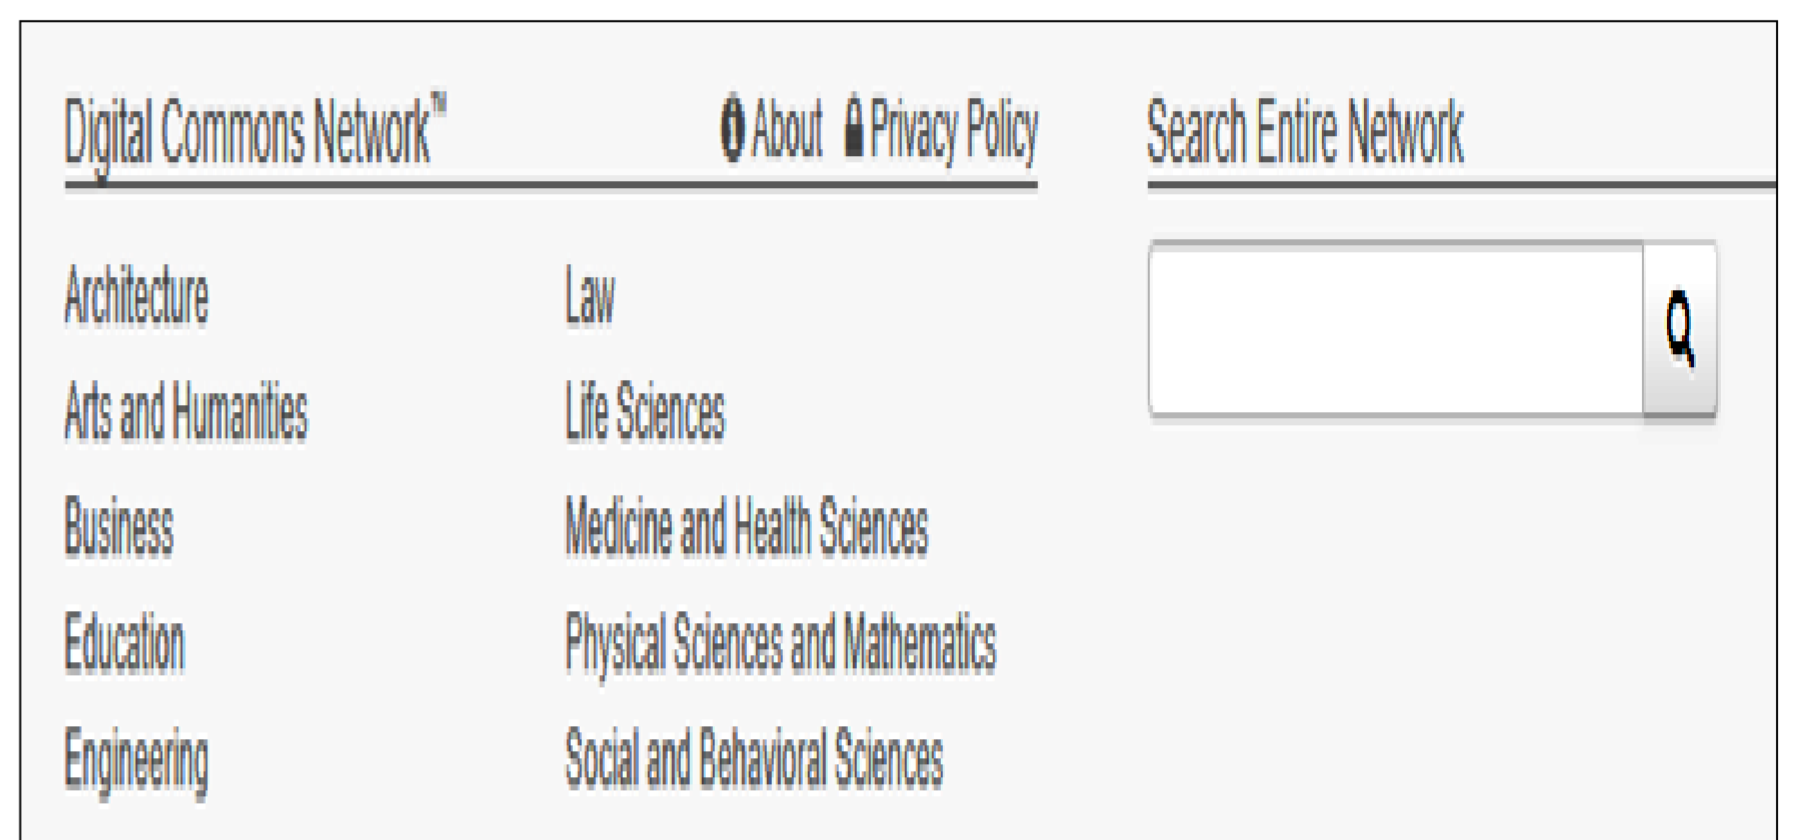 Digital Commons Network™
About Privacy Policy
Search Entire Network
Architecture
Arts and Humanities
Business
Education
Engineering
Law
Life Sciences
Medicine and Health Sciences
Physical Sciences and Mathematics
Social and Behavioral Sciences